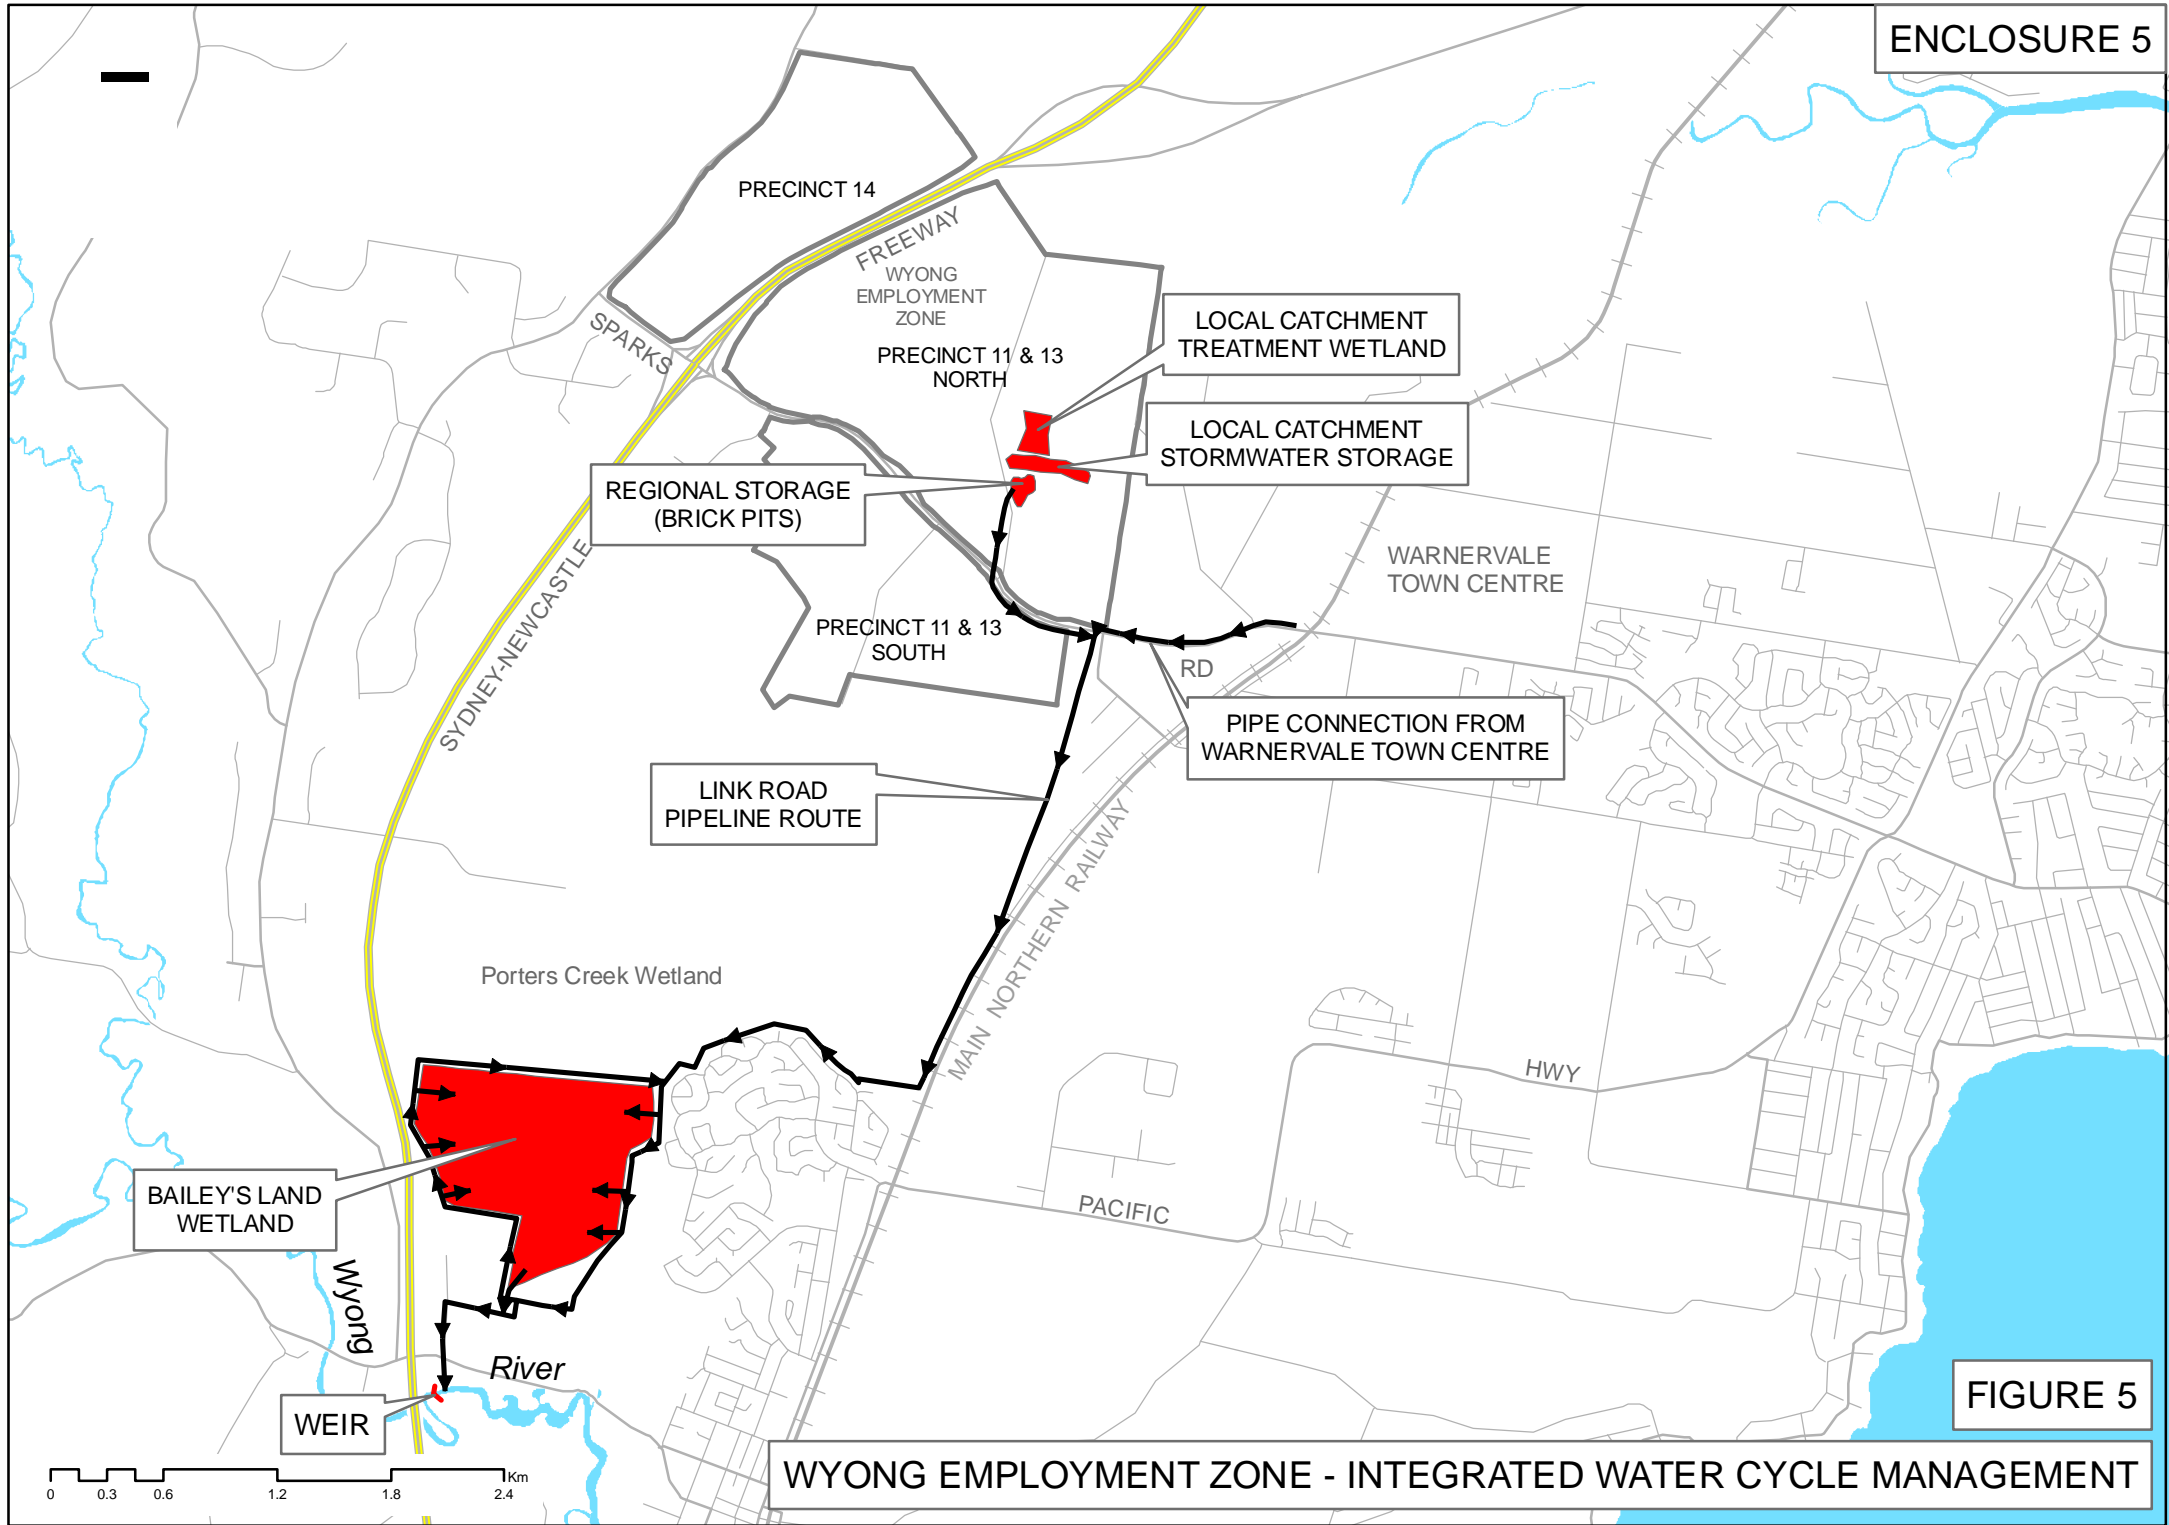 ENCLOSURE 5
PRECINCT 14
FREEWAY
WYONG
EMPLOYMENT
ZONE
SPARKS
PRECINCT 11 & 13
NORTH
LOCAL CATCHMENT
TREATMENT WETLAND
LOCAL CATCHMENT
STORMWATER STORAGE
REGIONAL STORAGE
(BRICK PITS)
SYDNEY-NEWCASTLE
WARNERVALE
TOWN CENTRE
PRECINCT 11 & 13
SOUTH
RD
PIPE CONNECTION FROM
WARNERVALE TOWN CENTRE
LINK ROAD
PIPELINE ROUTE
MAIN NORTHERN RAILWAY
Porters Creek Wetland
HWY
PACIFIC
BAILEY'S LAND
WETLAND
Wyong
River
WEIR
FIGURE 5
WYONG EMPLOYMENT ZONE - INTEGRATED WATER CYCLE MANAGEMENT
Km
0 0.3 0.6 1.2 1.8 2.4